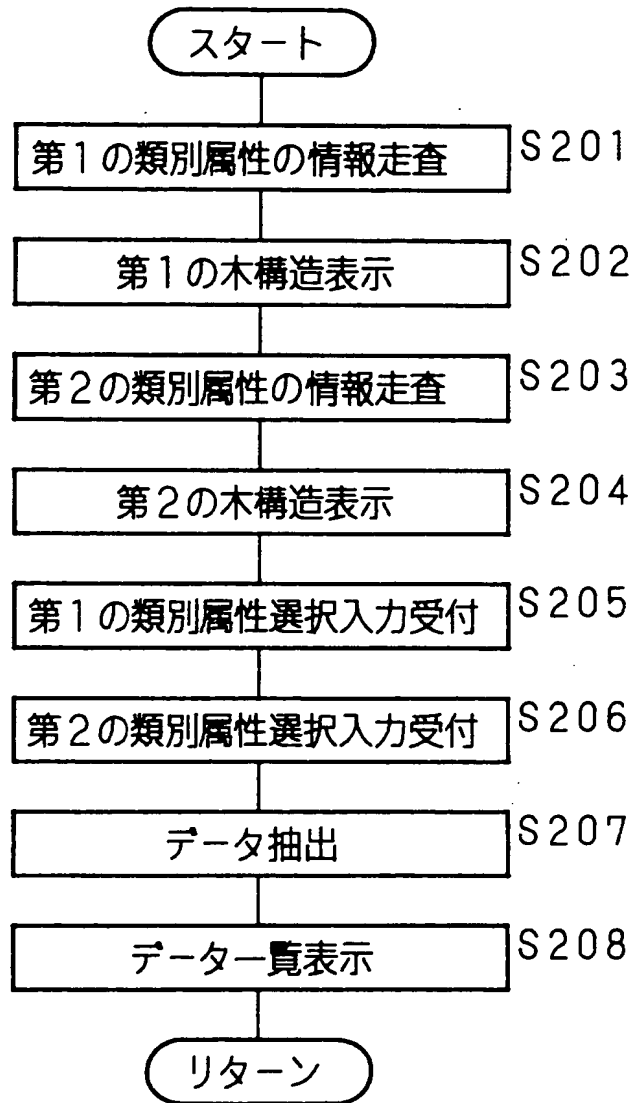 スタート
第1の類別属性の情報走査 S201
第1の木構造表示 S202
第2の類別属性の情報走査 S203
第2の木構造表示 S204
第1の類別属性選択入力受付 S205
第2の類別属性選択入力受付 S206
データ抽出 S207
データ一覧表示 S208
リターン